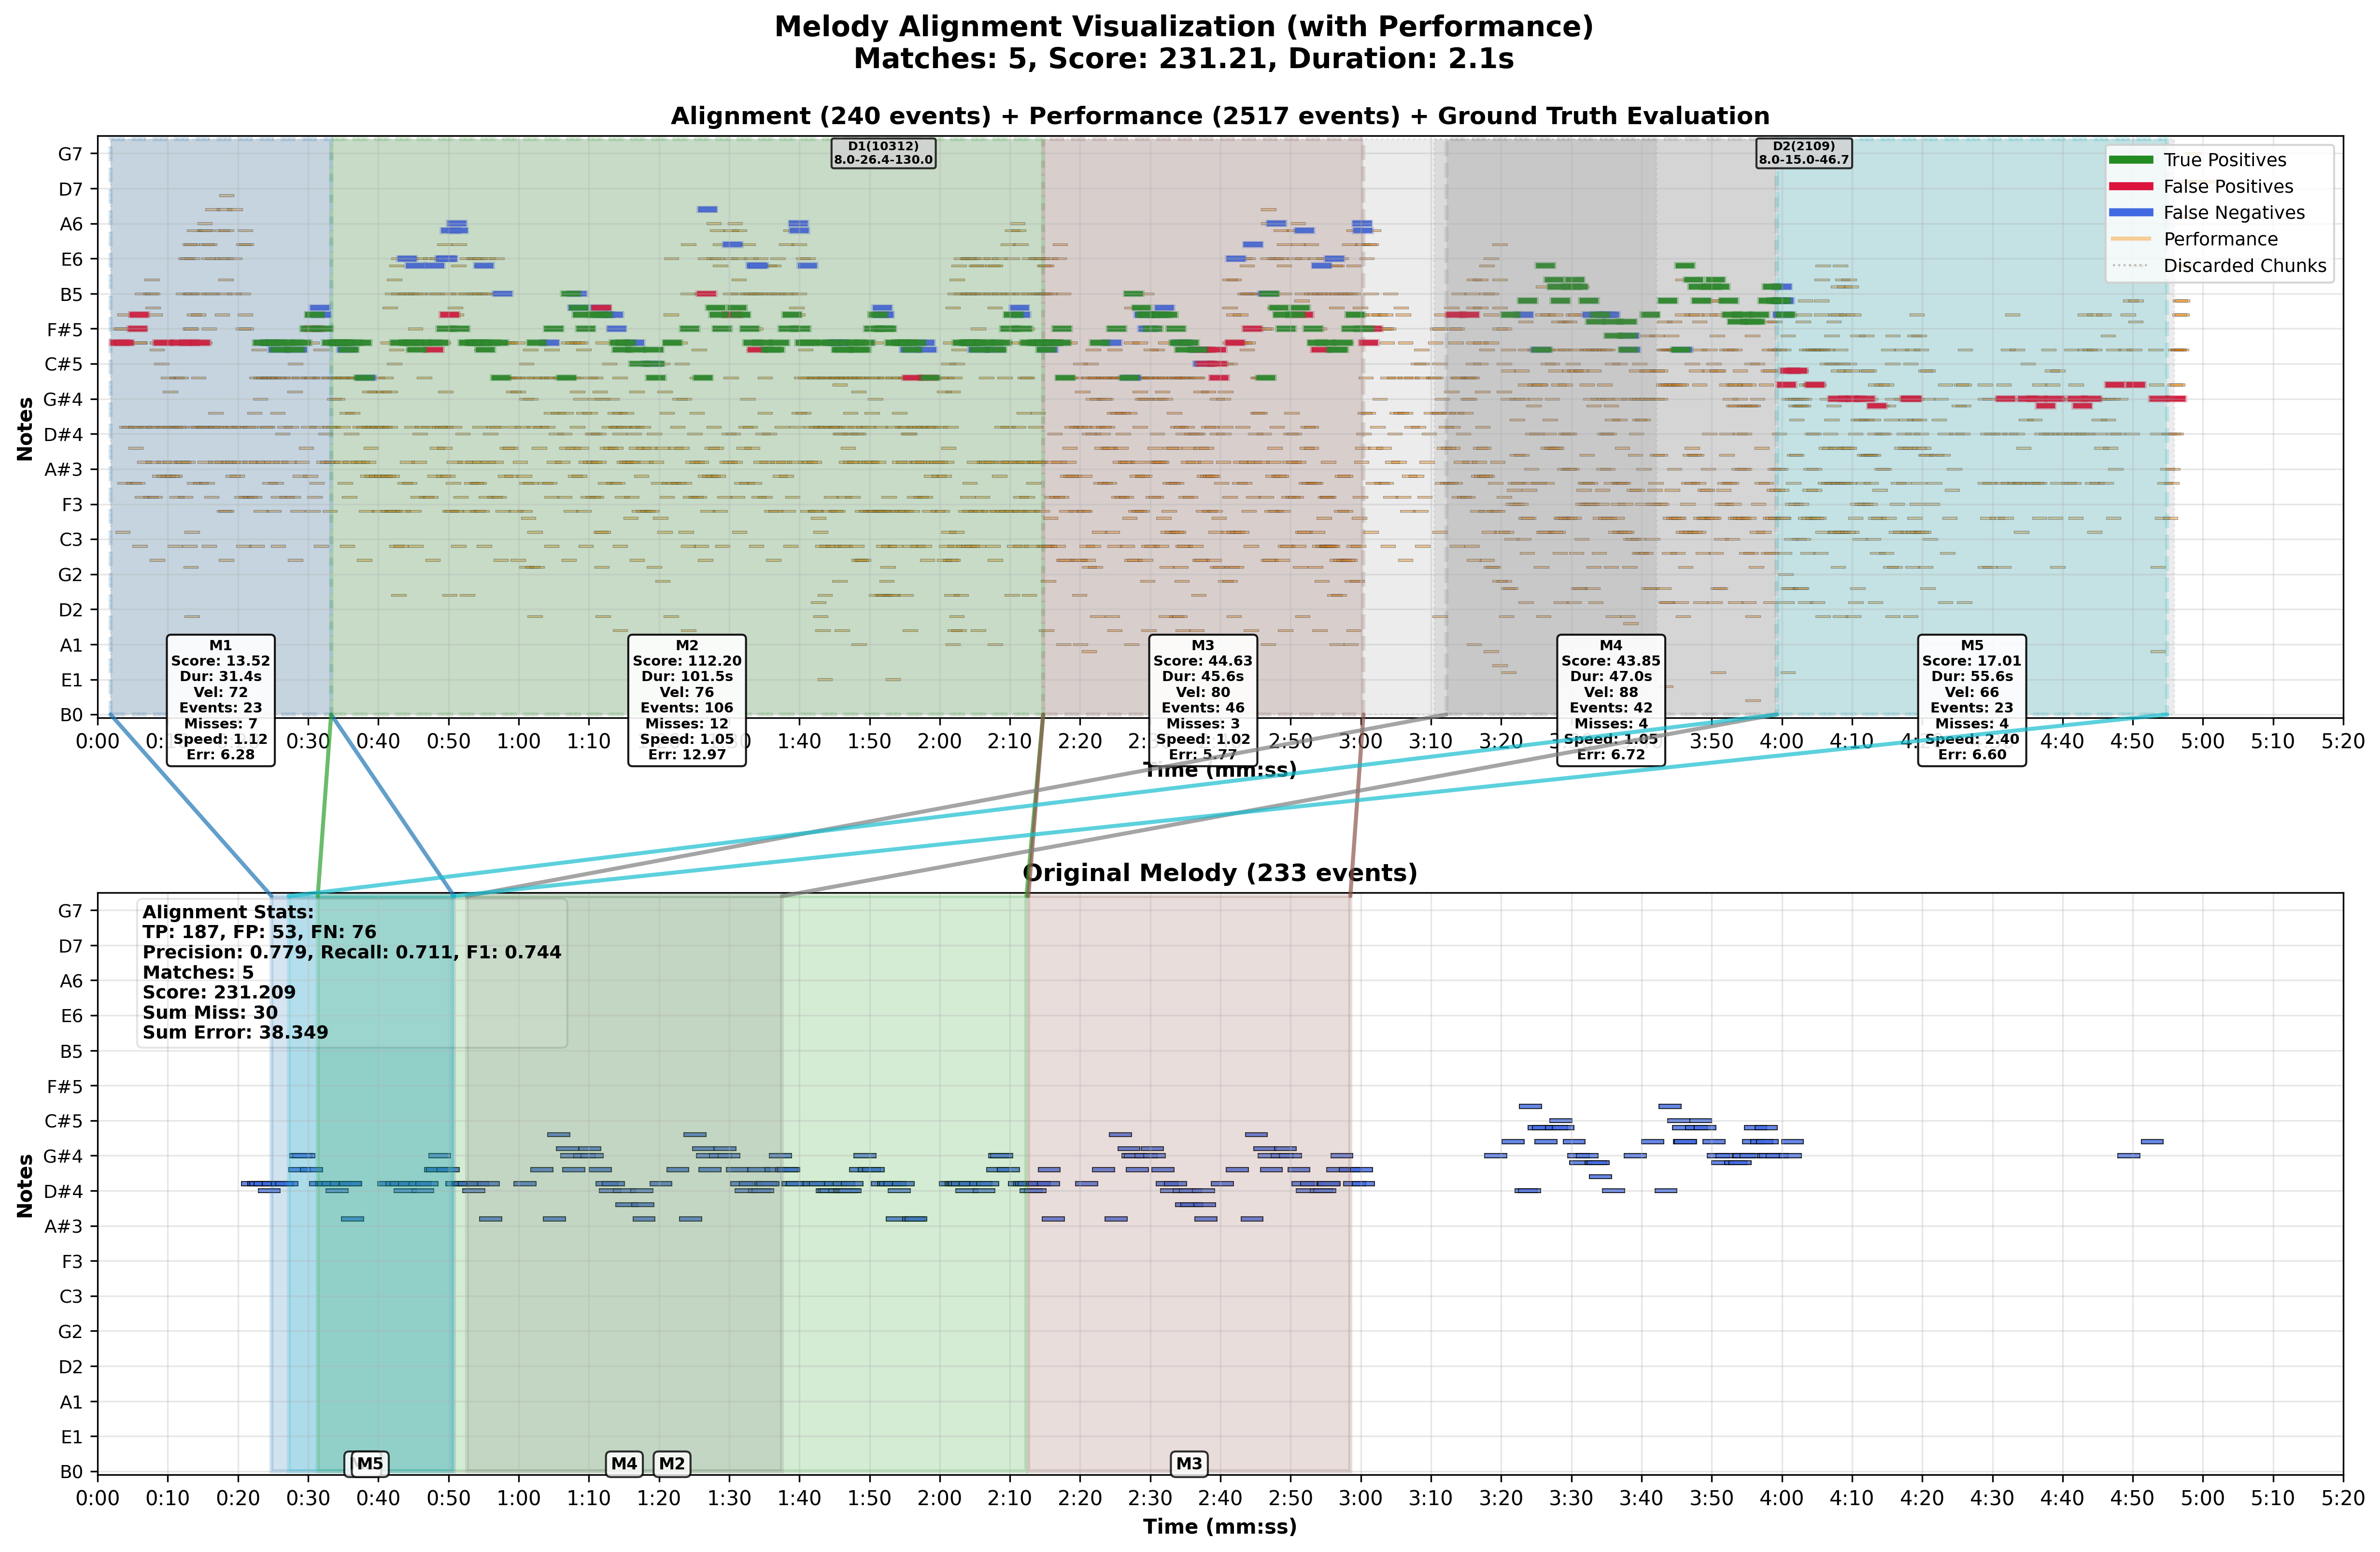 Melody Alignment Visualization (with Performance)
Matches: 5, Score: 231.21, Duration: 2.1s
Alignment (240 events) + Performance (2517 events) + Ground Truth Evaluation
D1(10312)
8.0-26.4-130.0
D2(2109)
8.0-15.0-46.7
True Positives
False Positives
False Negatives
Performance
Discarded Chunks
Notes
G7
D7
A6
E6
B5
F#5
C#5
G#4
D#4
A#3
F3
C3
G2
D2
A1
E1
B0
M1
Score: 13.52
Dur: 31.4s
Vel: 72
Events: 23
Misses: 7
Speed: 1.12
Err: 6.28
M2
Score: 112.20
Dur: 101.5s
Vel: 76
Events: 106
Misses: 12
Speed: 1.05
Err: 12.97
M3
Score: 44.63
Dur: 45.6s
Vel: 80
Events: 46
Misses: 3
Speed: 1.02
Err: 5.77
M4
Score: 43.85
Dur: 47.0s
Vel: 88
Events: 42
Misses: 4
Speed: 1.05
Err: 6.72
M5
Score: 17.01
Dur: 55.6s
Vel: 66
Events: 23
Misses: 4
Speed: 2.40
Err: 6.60
0:00 0:30 0:40 0:50 1:00 1:10 1:40 1:50 2:00 2:10 2:20 3:00 3:10 3:20 3:50 4:00 4:10 4:40 4:50 5:00 5:10 5:20
Time (mm:ss)
Original Melody (233 events)
Alignment Stats:
TP: 187, FP: 53, FN: 76
Precision: 0.779, Recall: 0.711, F1: 0.744
Matches: 5
Score: 231.209
Sum Miss: 30
Sum Error: 38.349
Notes
G7
D7
A6
E6
B5
F#5
C#5
G#4
D#4
A#3
F3
C3
G2
D2
A1
E1
B0
M5 M4 M2 M3
0:00 0:10 0:20 0:30 0:40 0:50 1:00 1:10 1:20 1:30 1:40 1:50 2:00 2:10 2:20 2:30 2:40 2:50 3:00 3:10 3:20 3:30 3:40 3:50 4:00 4:10 4:20 4:30 4:40 4:50 5:00 5:10 5:20
Time (mm:ss)